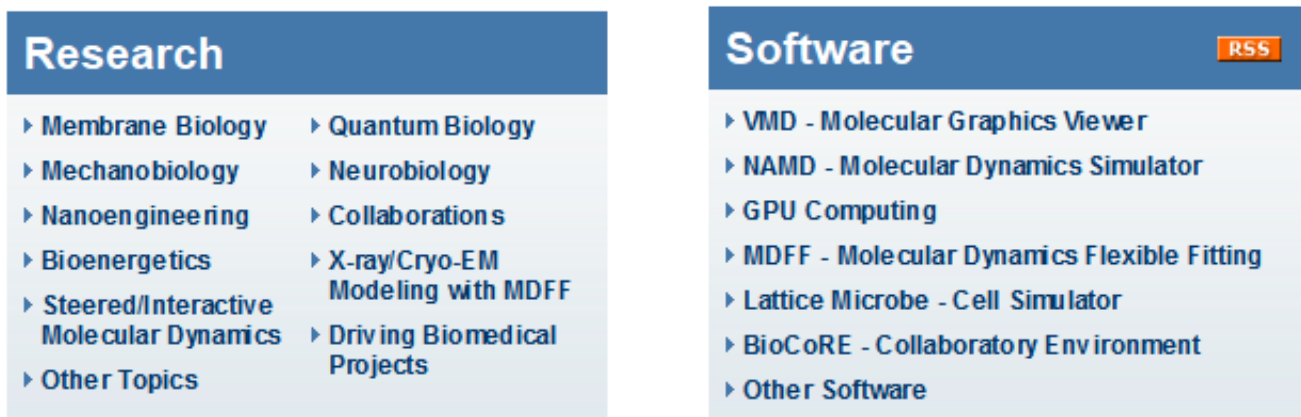 Research
Membrane Biology
Mechanobiology
Nanoengineering
Bioenergetics
Steered/Interactive
Molecular Dynamics
Other Topics
Quantum Biology
Neurobiology
Collaborations
X-ray/Cryo-EM
Modeling with MDFF
Driving Biomedical
Projects
Software
RSS
VMD - Molecular Graphics Viewer
NAMD - Molecular Dynamics Simulator
GPU Computing
MDFF - Molecular Dynamics Flexible Fitting
Lattice Microbe - Cell Simulator
BioCoRE - Collaboratory Environment
Other Software